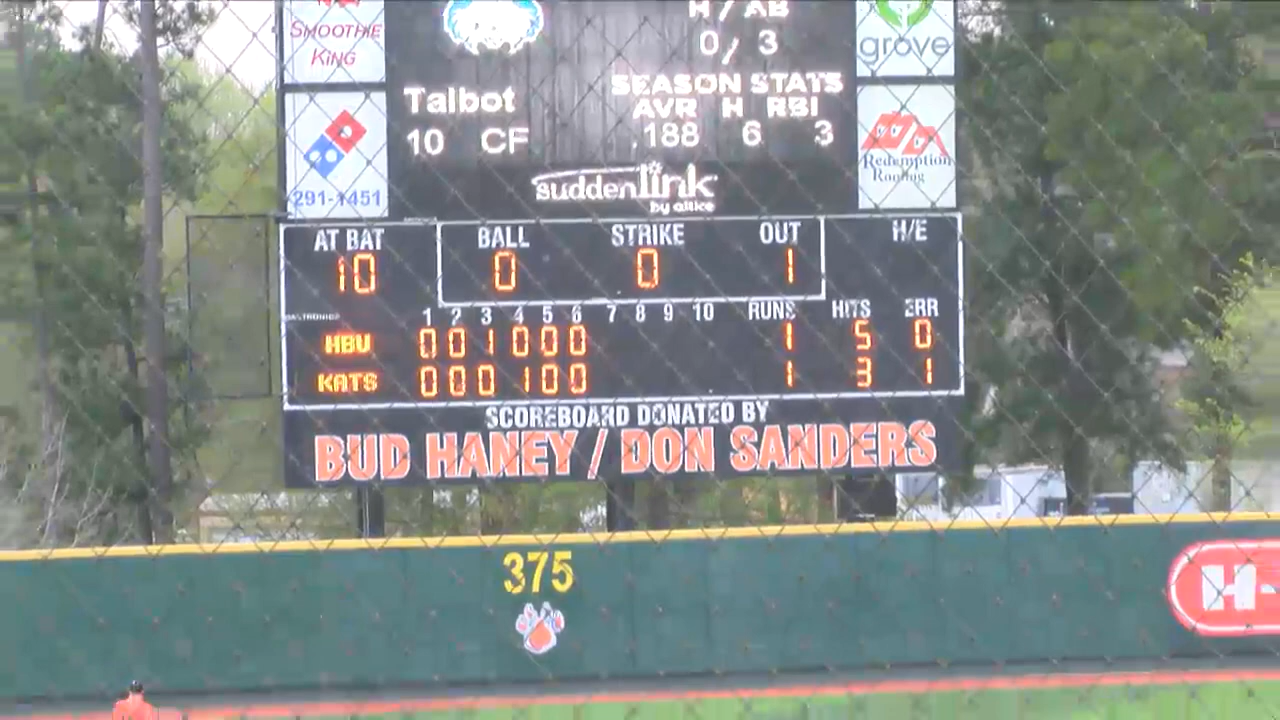 SMOOTHIE
KING
H / AB
0 / 3
grove
Talbot
10 CF
SEASON STATS
AVR H RBI
.188 6 3
291-1451
Redemption
Roofing
suddenlink
by altice
AT BAT BALL STRIKE OUT H/E
10 0 0 1
1 2 3 4 5 6 7 8 9 10 RUNS HITS ERR
HBU 0 0 1 0 0 0 1 5 0
KATS 0 0 0 1 0 0 1 3 1
SCOREBOARD DONATED BY
BUD HANEY / DON SANDERS
375
H-